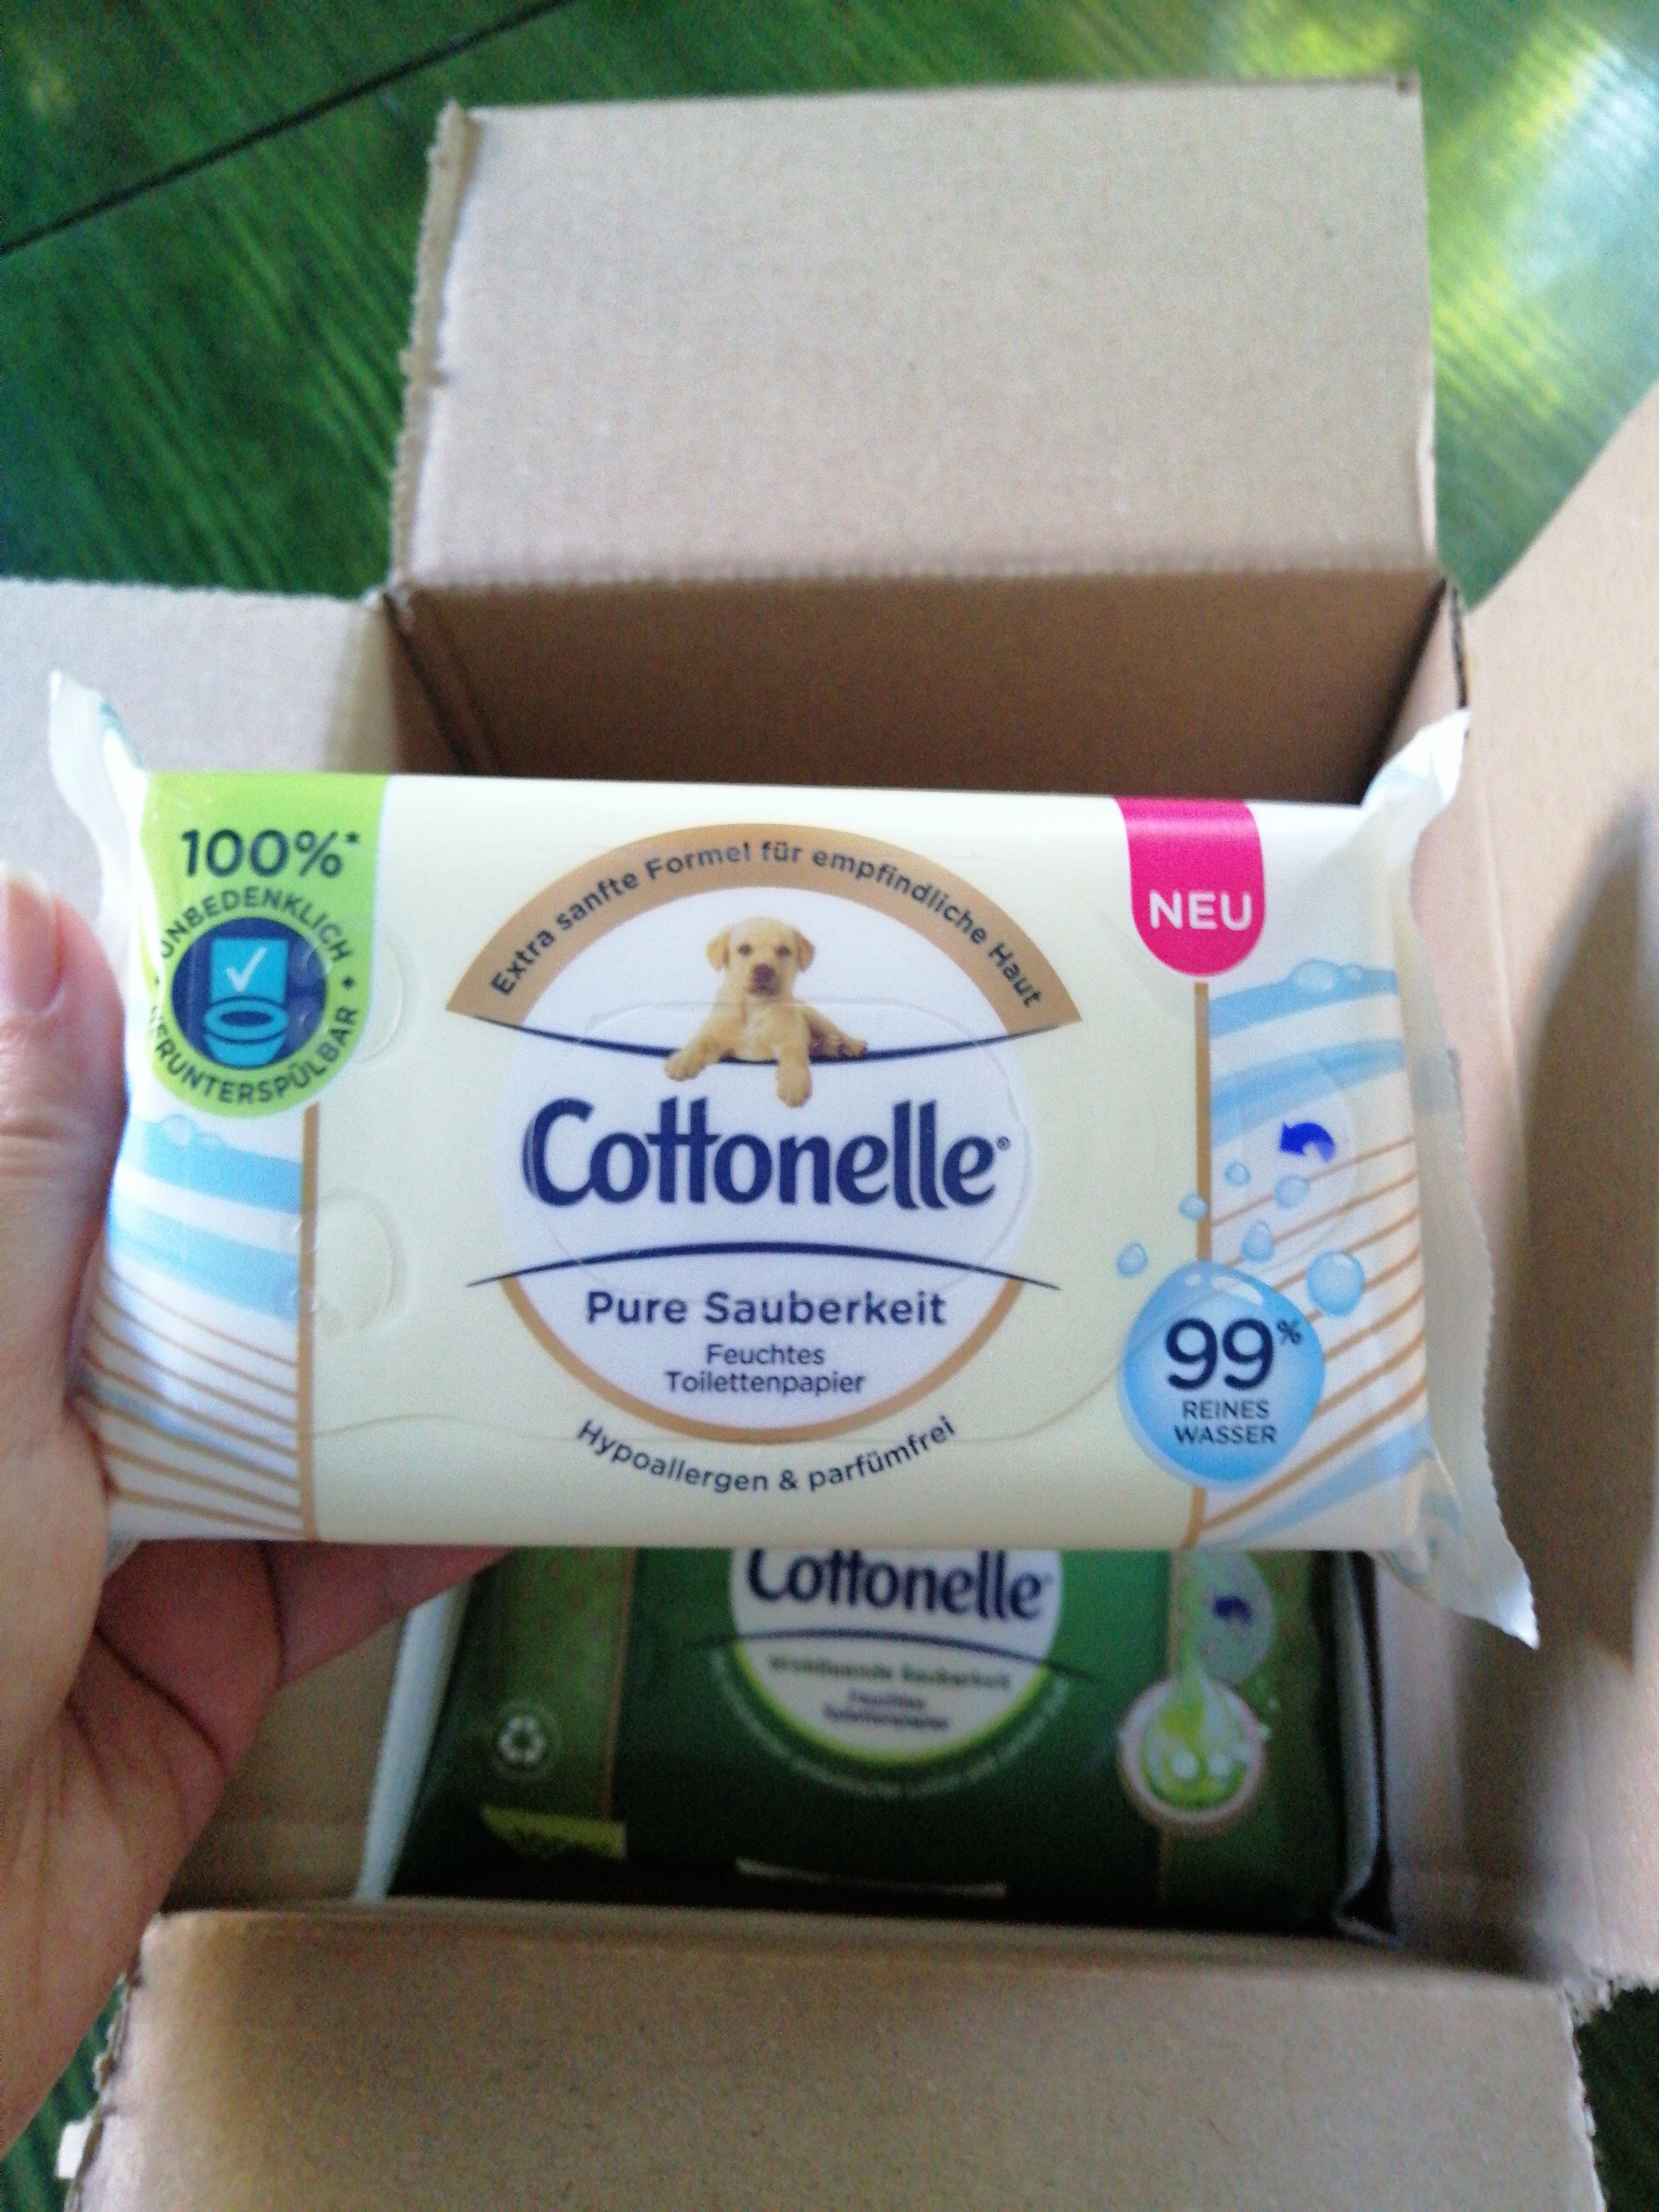 100%*
UNBEDENKLICH
HERUNTERSPÜLBAR
Extra sanfte Formel für empfindliche Haut
NEU
Cottonelle®
Pure Sauberkeit
Feuchtes
Toilettenpapier
Hypoallergen & parfümfrei
99%
REINES
WASSER
Cottonelle
Sauberkeit
Feuchtes
Toilettenpapier